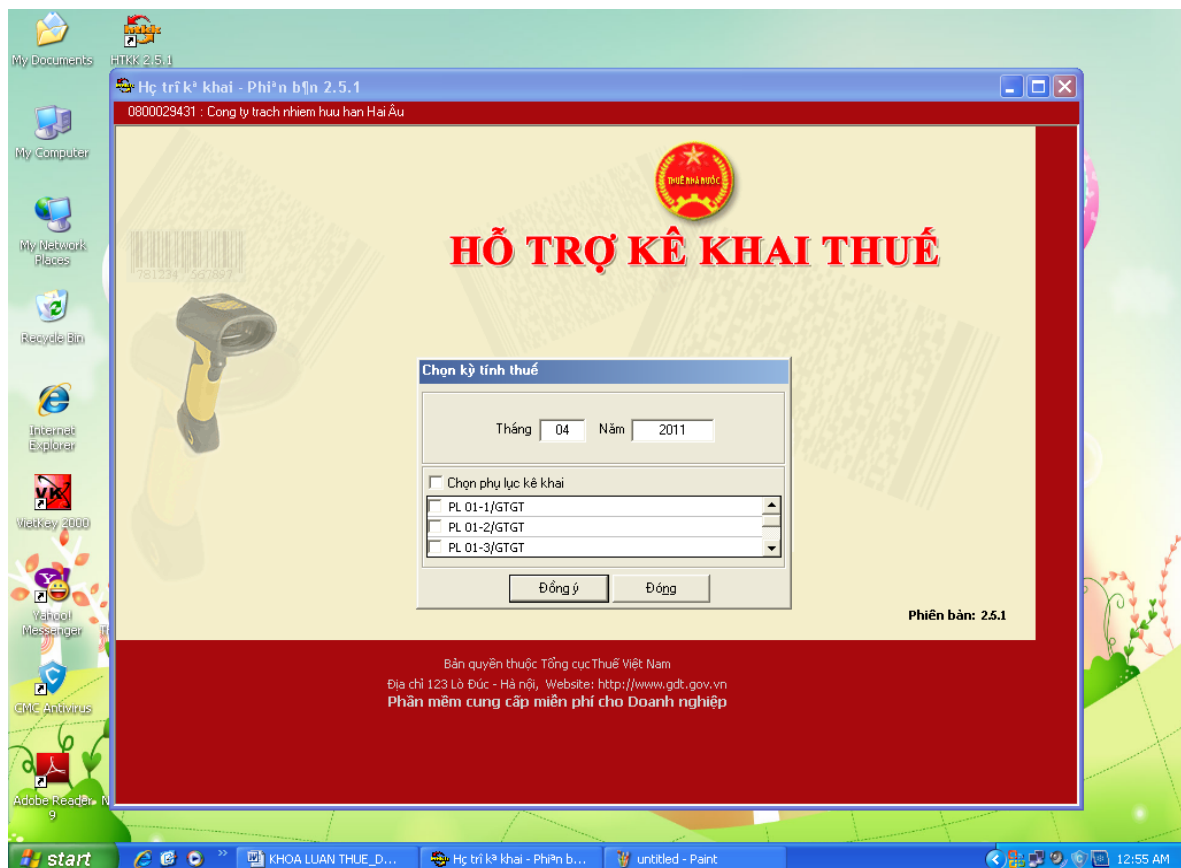 My Documents
HTKK 2.5.1
Hç trî kª khai - Phiªn b¶n 2.5.1
0800029431 : Cong ty trach nhiem huu han Hai Âu
My Computer
THUẾ NHÀ NƯỚC
My Network
Places
HỖ TRỢ KÊ KHAI THUẾ
781234 567897
Recycle Bin
Chọn kỳ tính thuế
Internet
Explorer
Tháng 04 Năm 2011
Chọn phụ lục kê khai
PL 01-1/GTGT
PL 01-2/GTGT
PL 01-3/GTGT
VK
Vietkey 2000
Đồng ý Đóng
Yahoo!
Messenger
Phiên bản: 2.5.1
Bản quyền thuộc Tổng cục Thuế Việt Nam
Địa chỉ 123 Lò Đúc - Hà nội, Website: http://www.gdt.gov.vn
Phần mềm cung cấp miễn phí cho Doanh nghiệp
CMC Antivirus
Adobe Reader
9
start
KHOA LUAN THUE_D...
Hç trî kª khai - Phiªn b...
untitled - Paint
12:55 AM